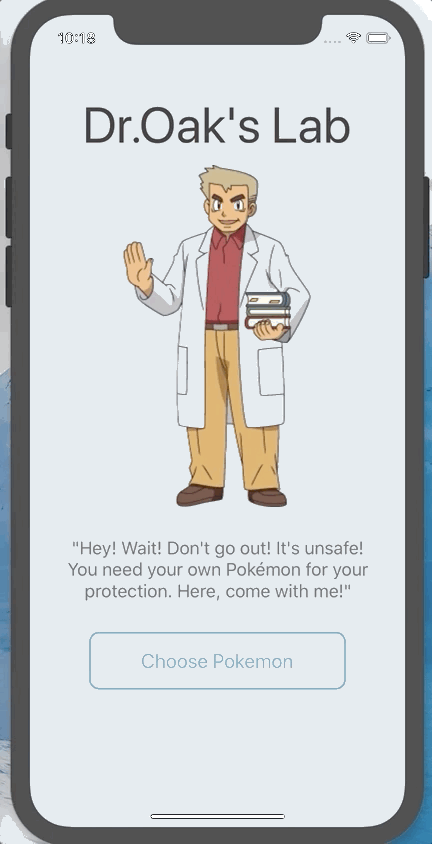 10:18
Dr.Oak's Lab
"Hey! Wait! Don't go out! It's unsafe!
You need your own Pokémon for your
protection. Here, come with me!"
Choose Pokemon